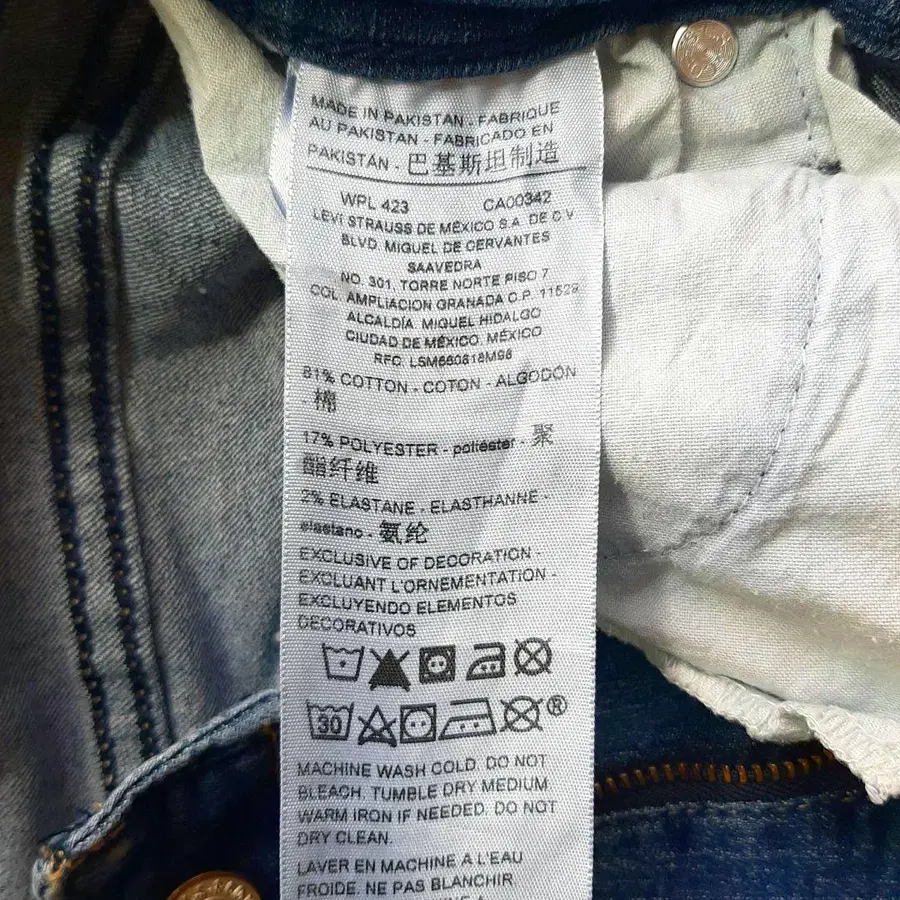 MADE IN PAKISTAN - FABRIQUE
AU PAKISTAN - FABRICADO EN
PAKISTÁN - 巴基斯坦制造
WPL 423 CA00342
LEVI STRAUSS DE MÉXICO S.A. DE C.V.
BLVD. MIGUEL DE CERVANTES
SAAVEDRA
NO. 301, TORRE NORTE PISO 7
COL. AMPLIACION GRANADA C.P. 11529
ALCALDÍA. MIGUEL HIDALGO
CIUDAD DE MÉXICO, MÉXICO
RFC. LSM660618M98
81% COTTON - COTON - ALGODÓN
- 棉
17% POLYESTER - poliéster - 聚
酯纤维
2% ELASTANE - ELASTHANNE -
elastano - 氨纶
EXCLUSIVE OF DECORATION -
EXCLUANT L'ORNEMENTATION -
EXCLUYENDO ELEMENTOS
DECORATIVOS
30 ®
MACHINE WASH COLD. DO NOT
BLEACH. TUMBLE DRY MEDIUM.
WARM IRON IF NEEDED. DO NOT
DRY CLEAN.
LAVER EN MACHINE A L'EAU
FROIDE. NE PAS BLANCHIR